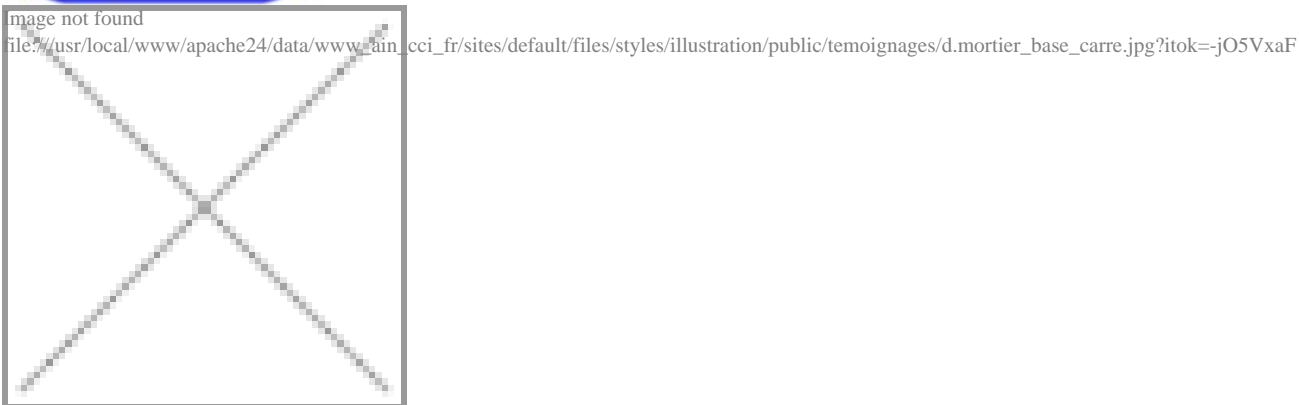 Image not found
file:///usr/local/www/apache24/data/www_ain_cci_fr/sites/default/files/styles/illustration/public/temoignages/d.mortier_base_carre.jpg?itok=-jO5VxaF